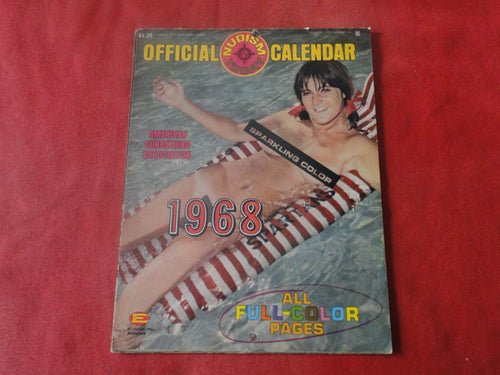 $1.25
OFFICIAL NUDISM CALENDAR
AMERICAN
SUNBATHING
ASSOCIATION
SPARKLING COLOR
1968
ALL
FULL-COLOR
PAGES